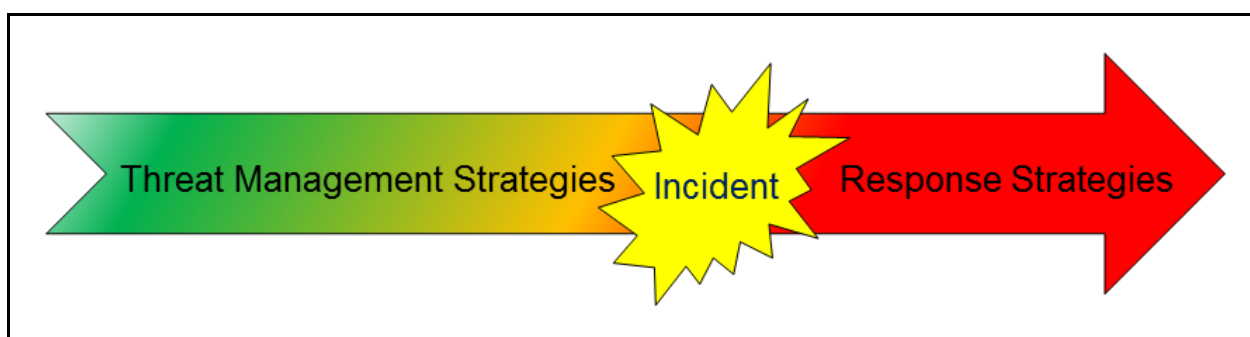 Threat Management Strategies
Incident
Response Strategies